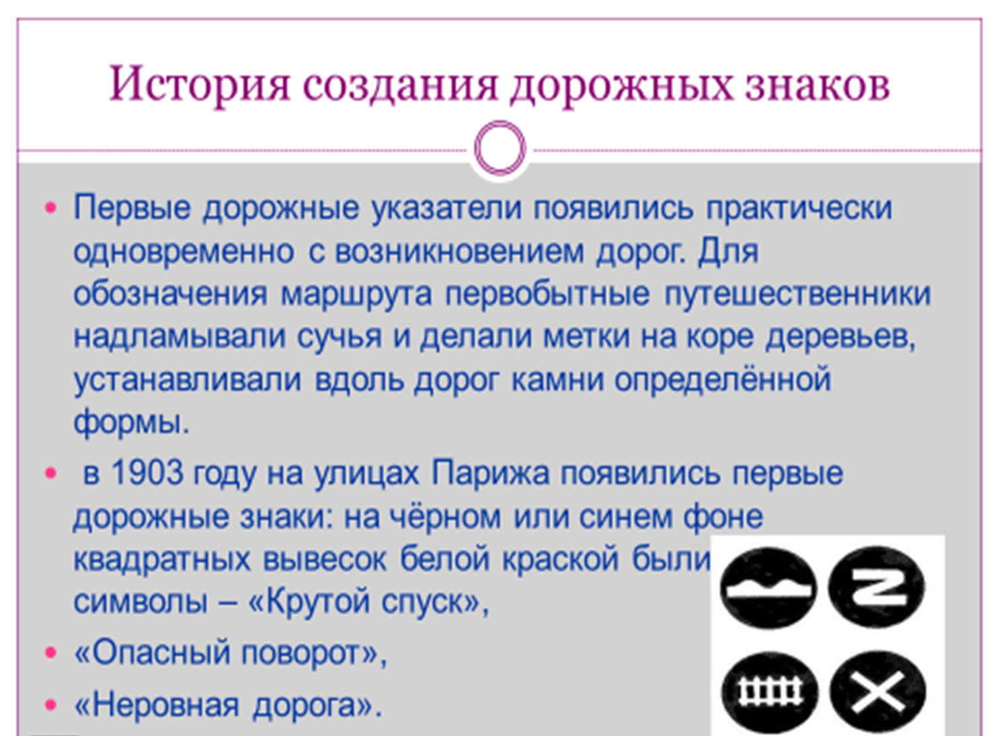 История создания дорожных знаков
• Первые дорожные указатели появились практически
одновременно с возникновением дорог. Для
обозначения маршрута первобытные путешественники
надламывали сучья и делали метки на коре деревьев,
устанавливали вдоль дорог камни определённой
формы.
• в 1903 году на улицах Парижа появились первые
дорожные знаки: на чёрном или синем фоне
квадратных вывесок белой краской были
символы – «Крутой спуск»,
• «Опасный поворот»,
• «Неровная дорога».